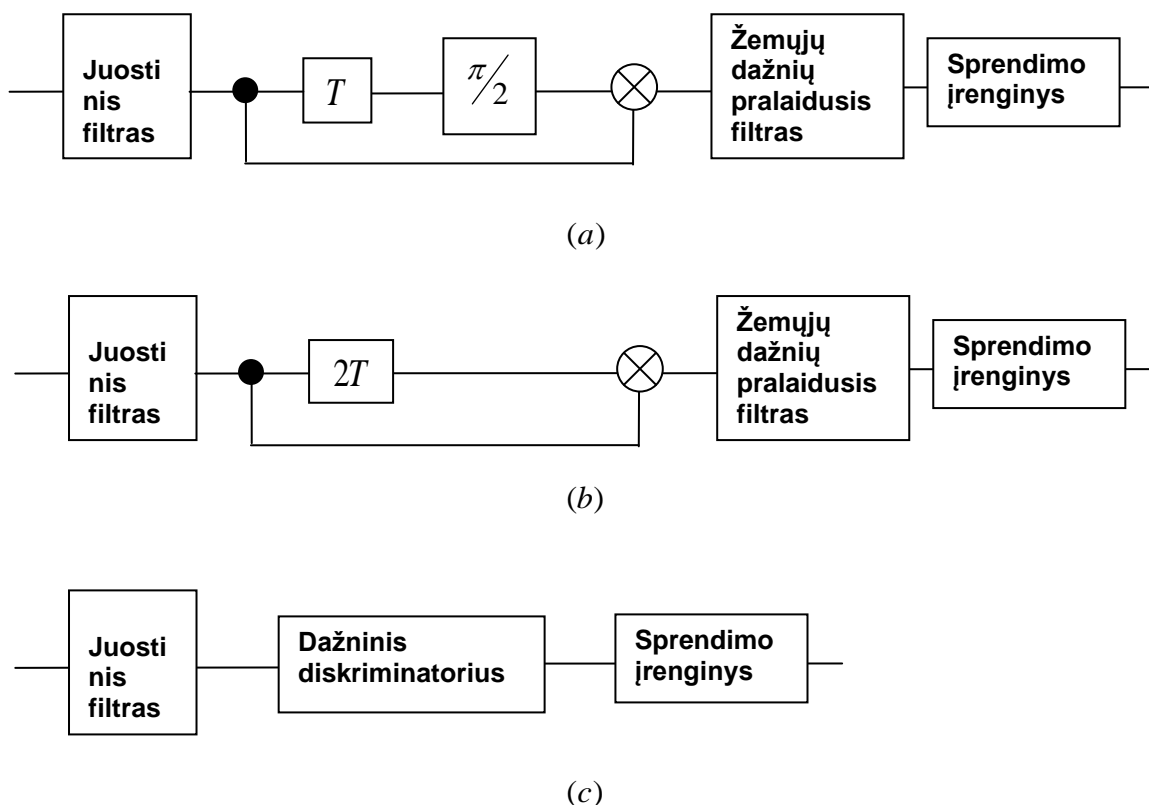 Juosti
nis
filtras
T
π/2
Žemųjų
dažnių
pralaidusis
filtras
Sprendimo
įrenginys
(a)
Juosti
nis
filtras
2T
Žemųjų
dažnių
pralaidusis
filtras
Sprendimo
įrenginys
(b)
Juosti
nis
filtras
Dažninis
diskriminatorius
Sprendimo
įrenginys
(c)